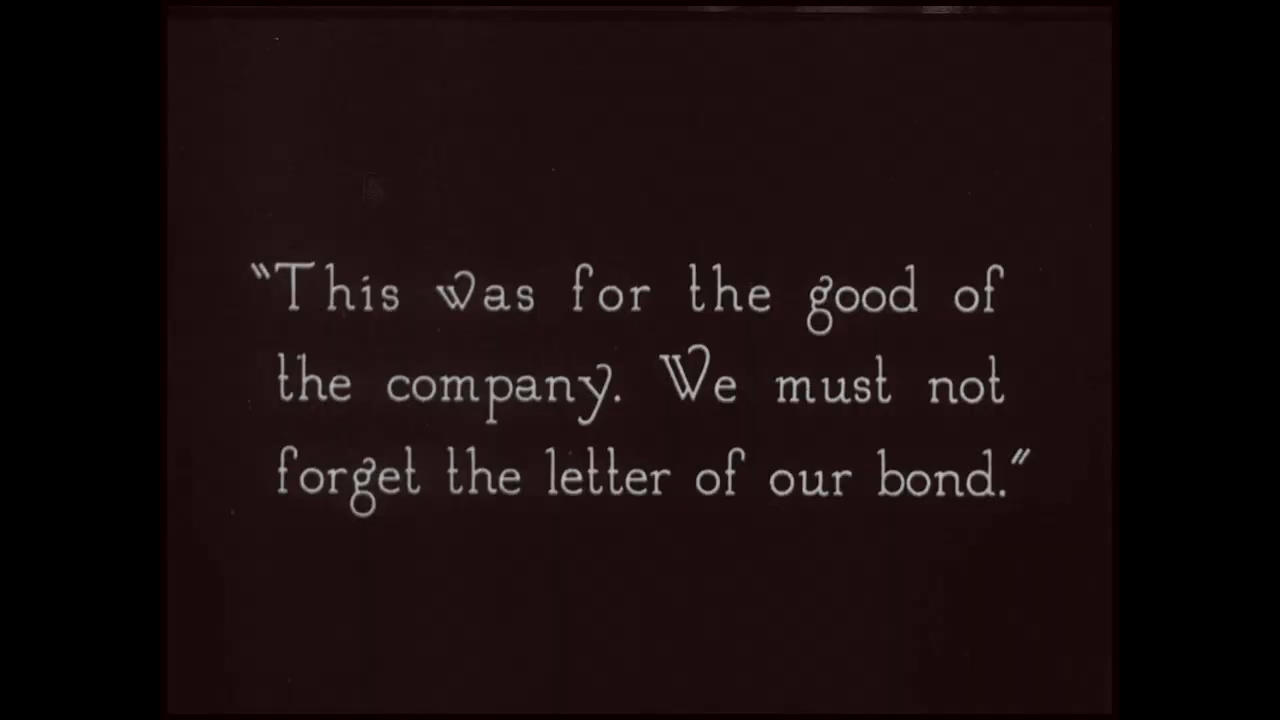 “This was for the good of
the company. We must not
forget the letter of our bond.”